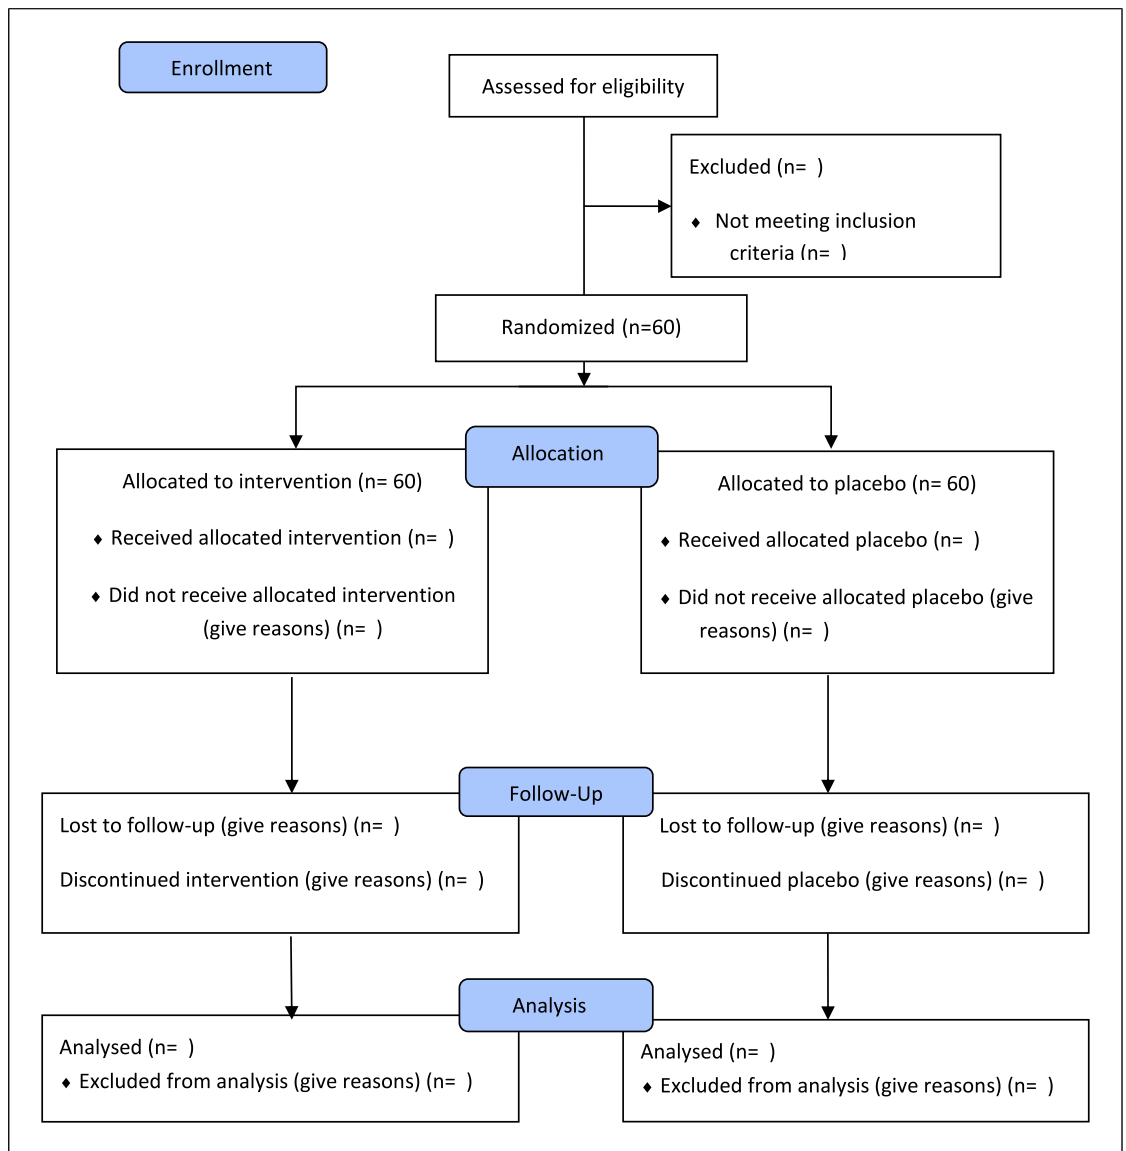 Enrollment
Assessed for eligibility
Excluded (n=  )
♦ Not meeting inclusion
criteria (n=  )
Randomized (n=60)
Allocation
Allocated to intervention (n= 60)
♦ Received allocated intervention (n=  )
♦ Did not receive allocated intervention
(give reasons) (n=  )
Allocated to placebo (n= 60)
♦ Received allocated placebo (n=  )
♦ Did not receive allocated placebo (give
reasons) (n=  )
Follow-Up
Lost to follow-up (give reasons) (n=  )
Discontinued intervention (give reasons) (n=  )
Lost to follow-up (give reasons) (n=  )
Discontinued placebo (give reasons) (n=  )
Analysis
Analysed (n=  )
♦ Excluded from analysis (give reasons) (n=  )
Analysed (n=  )
♦ Excluded from analysis (give reasons) (n=  )